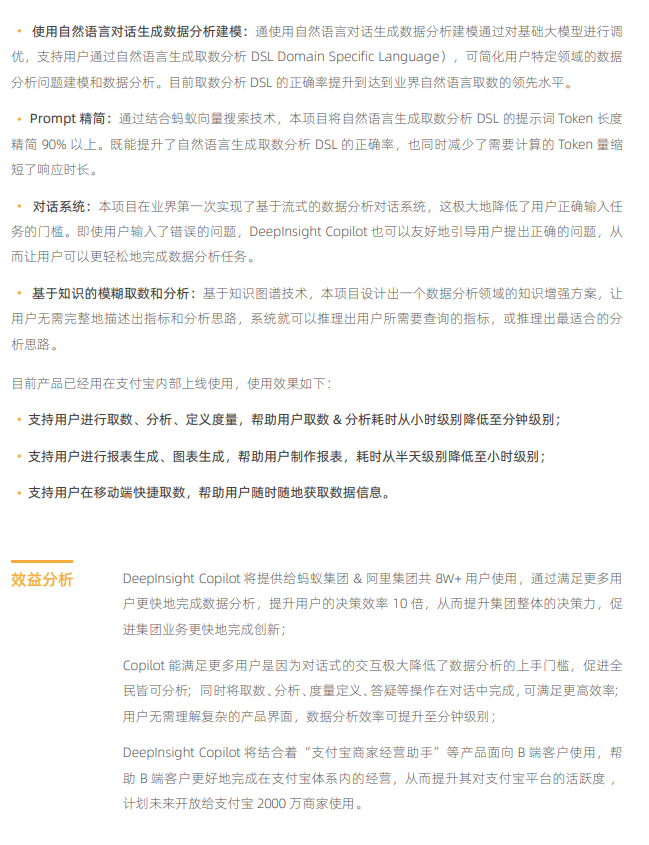 • 使用自然语言对话生成数据分析建模：通使用自然语言对话生成数据分析建模通过对基础大模型进行调
优，支持用户通过自然语言生成取数分析 DSL Domain Specific Language），可简化用户特定领域的数据
分析问题建模和数据分析。目前取数分析 DSL 的正确率提升到达到业界自然语言取数的领先水平。
• Prompt 精简：通过结合蚂蚁向量搜索技术，本项目将自然语言生成取数分析 DSL 的提示词 Token 长度
精简 90% 以上。既能提升了自然语言生成取数分析 DSL 的正确率，也同时减少了需要计算的 Token 量缩
短了响应时长。
• 对话系统：本项目在业界第一次实现了基于流式的数据分析对话系统，这极大地降低了用户正确输入任
务的门槛。即使用户输入了错误的问题，DeepInsight Copilot 也可以友好地引导用户提出正确的问题，从
而让用户可以更轻松地完成数据分析任务。
• 基于知识的模糊取数和分析：基于知识图谱技术，本项目设计出一个数据分析领域的知识增强方案，让
用户无需完整地描述出指标和分析思路，系统就可以推理出用户所需要查询的指标，或推理出最适合的分
析思路。
目前产品已经用在支付宝内部上线使用，使用效果如下：
• 支持用户进行取数、分析、定义度量，帮助用户取数 & 分析耗时从小时级别降低至分钟级别；
• 支持用户进行报表生成、图表生成，帮助用户制作报表，耗时从半天级别降低至小时级别；
• 支持用户在移动端快捷取数，帮助用户随时随地获取数据信息。
效益分析
DeepInsight Copilot 将提供给蚂蚁集团 & 阿里集团共 8W+ 用户使用，通过满足更多用
户更快地完成数据分析，提升用户的决策效率 10 倍，从而提升集团整体的决策力，促
进集团业务更快地完成创新；
Copilot 能满足更多用户是因为对话式的交互极大降低了数据分析的上手门槛，促进全
民皆可分析；同时将取数、分析、度量定义、答疑等操作在对话中完成，可满足更高效率；
用户无需理解复杂的产品界面，数据分析效率可提升至分钟级别；
DeepInsight Copilot 将结合着“支付宝商家经营助手”等产品面向 B 端客户使用，帮
助 B 端客户更好地完成在支付宝体系内的经营，从而提升其对支付宝平台的活跃度，
计划未来开放给支付宝 2000 万商家使用。